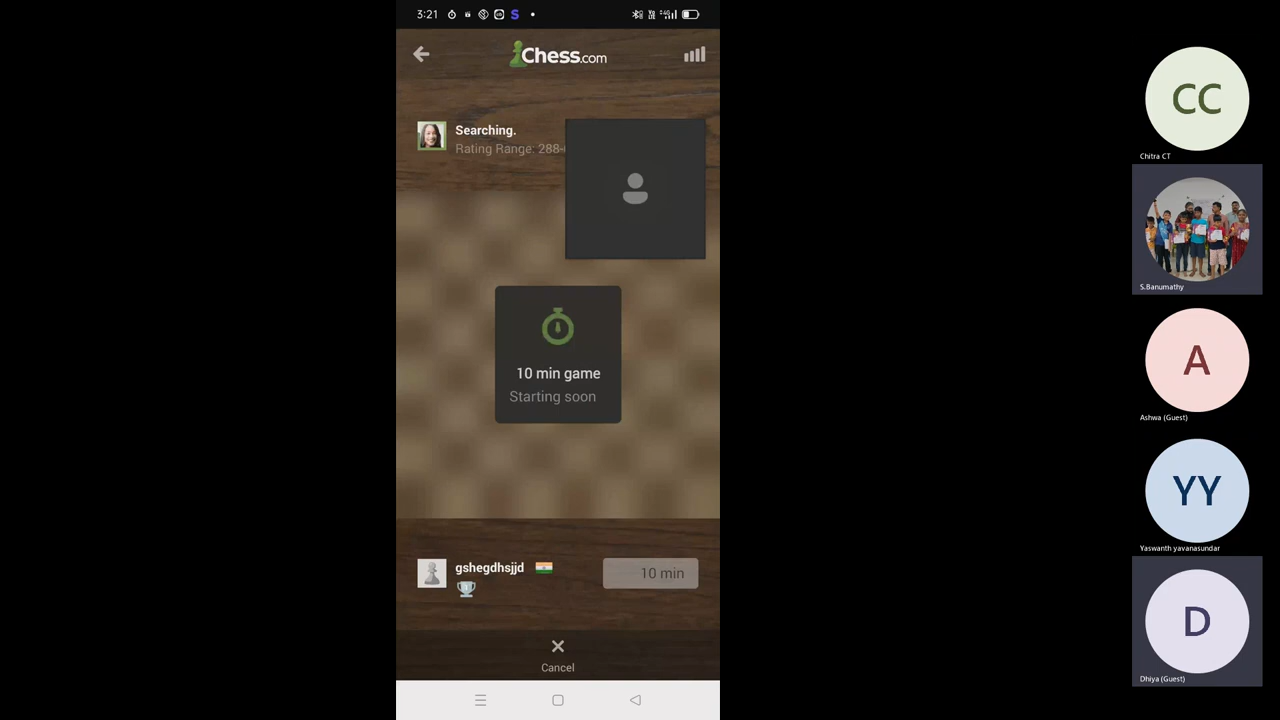 3:21
S
Chess.com
Searching.
Rating Range: 288-
10 min game
Starting soon
gshegdhsjjd
10 min
Cancel
CC
Chitra CT
S.Banumathy
A
Ashwa (Guest)
YY
Yaswanth yavanasundar
D
Dhiya (Guest)